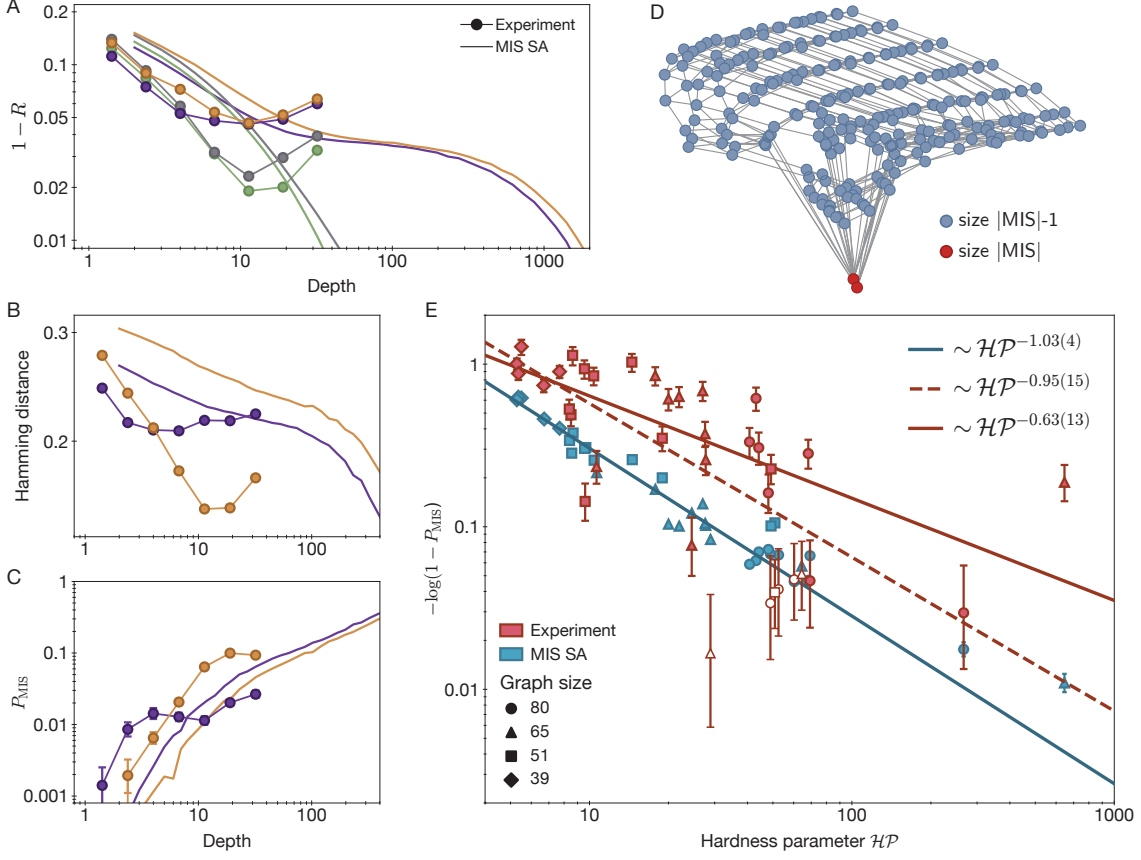 A
0.2
0.1
0.05
0.02
0.01
1 − R
Experiment
MIS SA
1
10
100
1000
Depth
D
size |MIS|-1
size |MIS|
B
0.3
0.2
Hamming distance
1
10
100
C
1
0.1
0.01
0.001
P_MIS
1
10
100
Depth
E
1
0.1
0.01
-log(1 − P_MIS)
∼ HP^−1.03(4)
∼ HP^−0.95(15)
∼ HP^−0.63(13)
Experiment
MIS SA
Graph size
80
65
51
39
10
100
1000
Hardness parameter HP